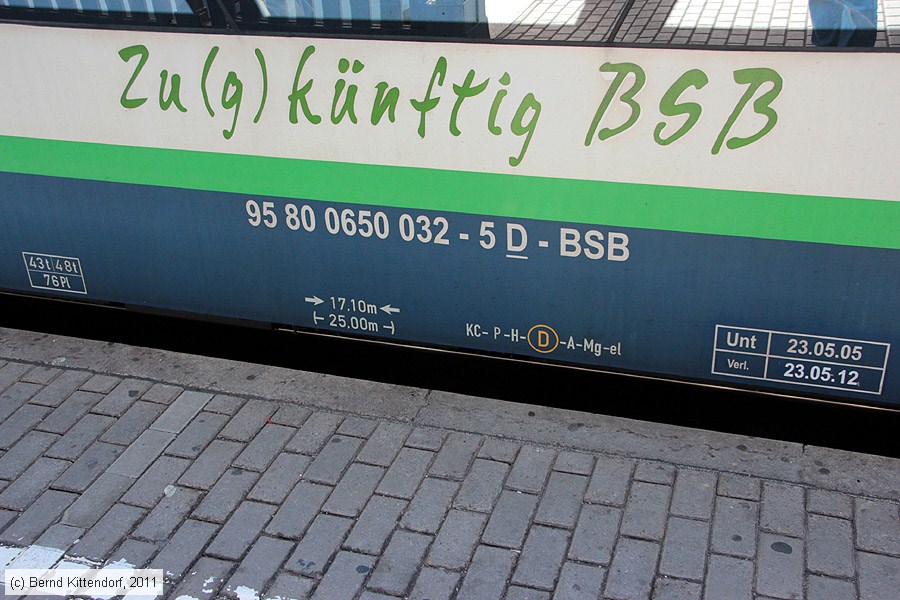 Zu(g)künftig BSB
95 80 0650 032 - 5 D - BSB
43t 48t
76Pl
17.10m
(- 25.00m -)
KC- P-H- D -A-Mg-el
Unt 23.05.05
Verl. 23.05.12
(c) Bernd Kittendorf, 2011